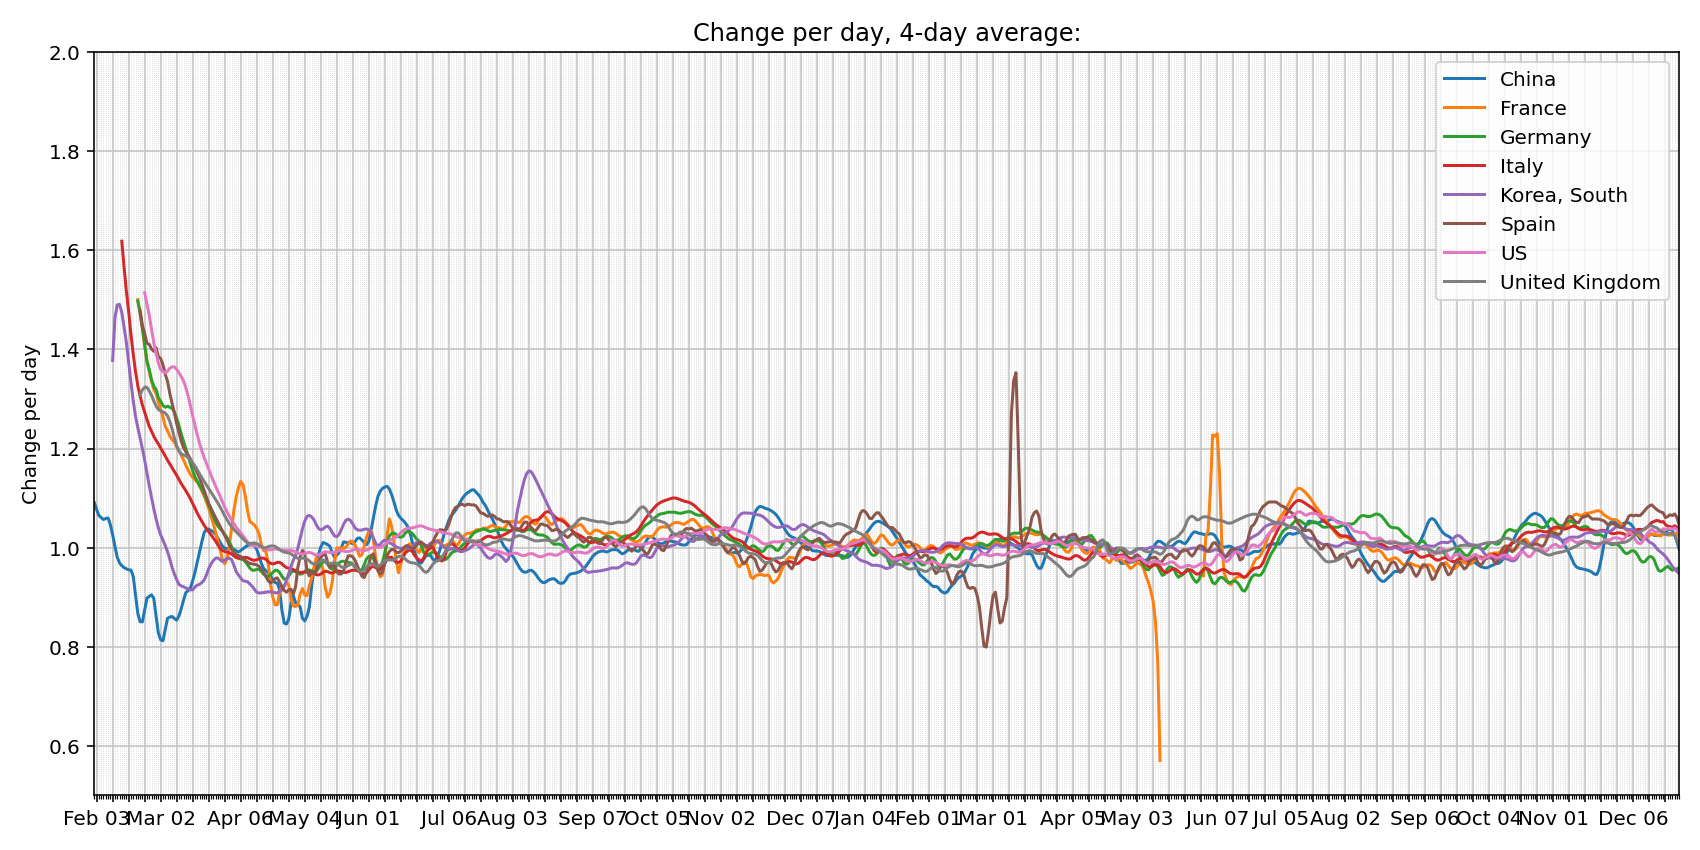 Change per day, 4-day average:
2.0
1.8
1.6
1.4
1.2
1.0
0.8
0.6
Change per day
China
France
Germany
Italy
Korea, South
Spain
US
United Kingdom
Feb 03 Mar 02 Apr 06 May 04 Jun 01 Jul 06 Aug 03 Sep 07 Oct 05 Nov 02 Dec 07 Jan 04 Feb 01 Mar 01 Apr 05 May 03 Jun 07 Jul 05 Aug 02 Sep 06 Oct 04 Nov 01 Dec 06